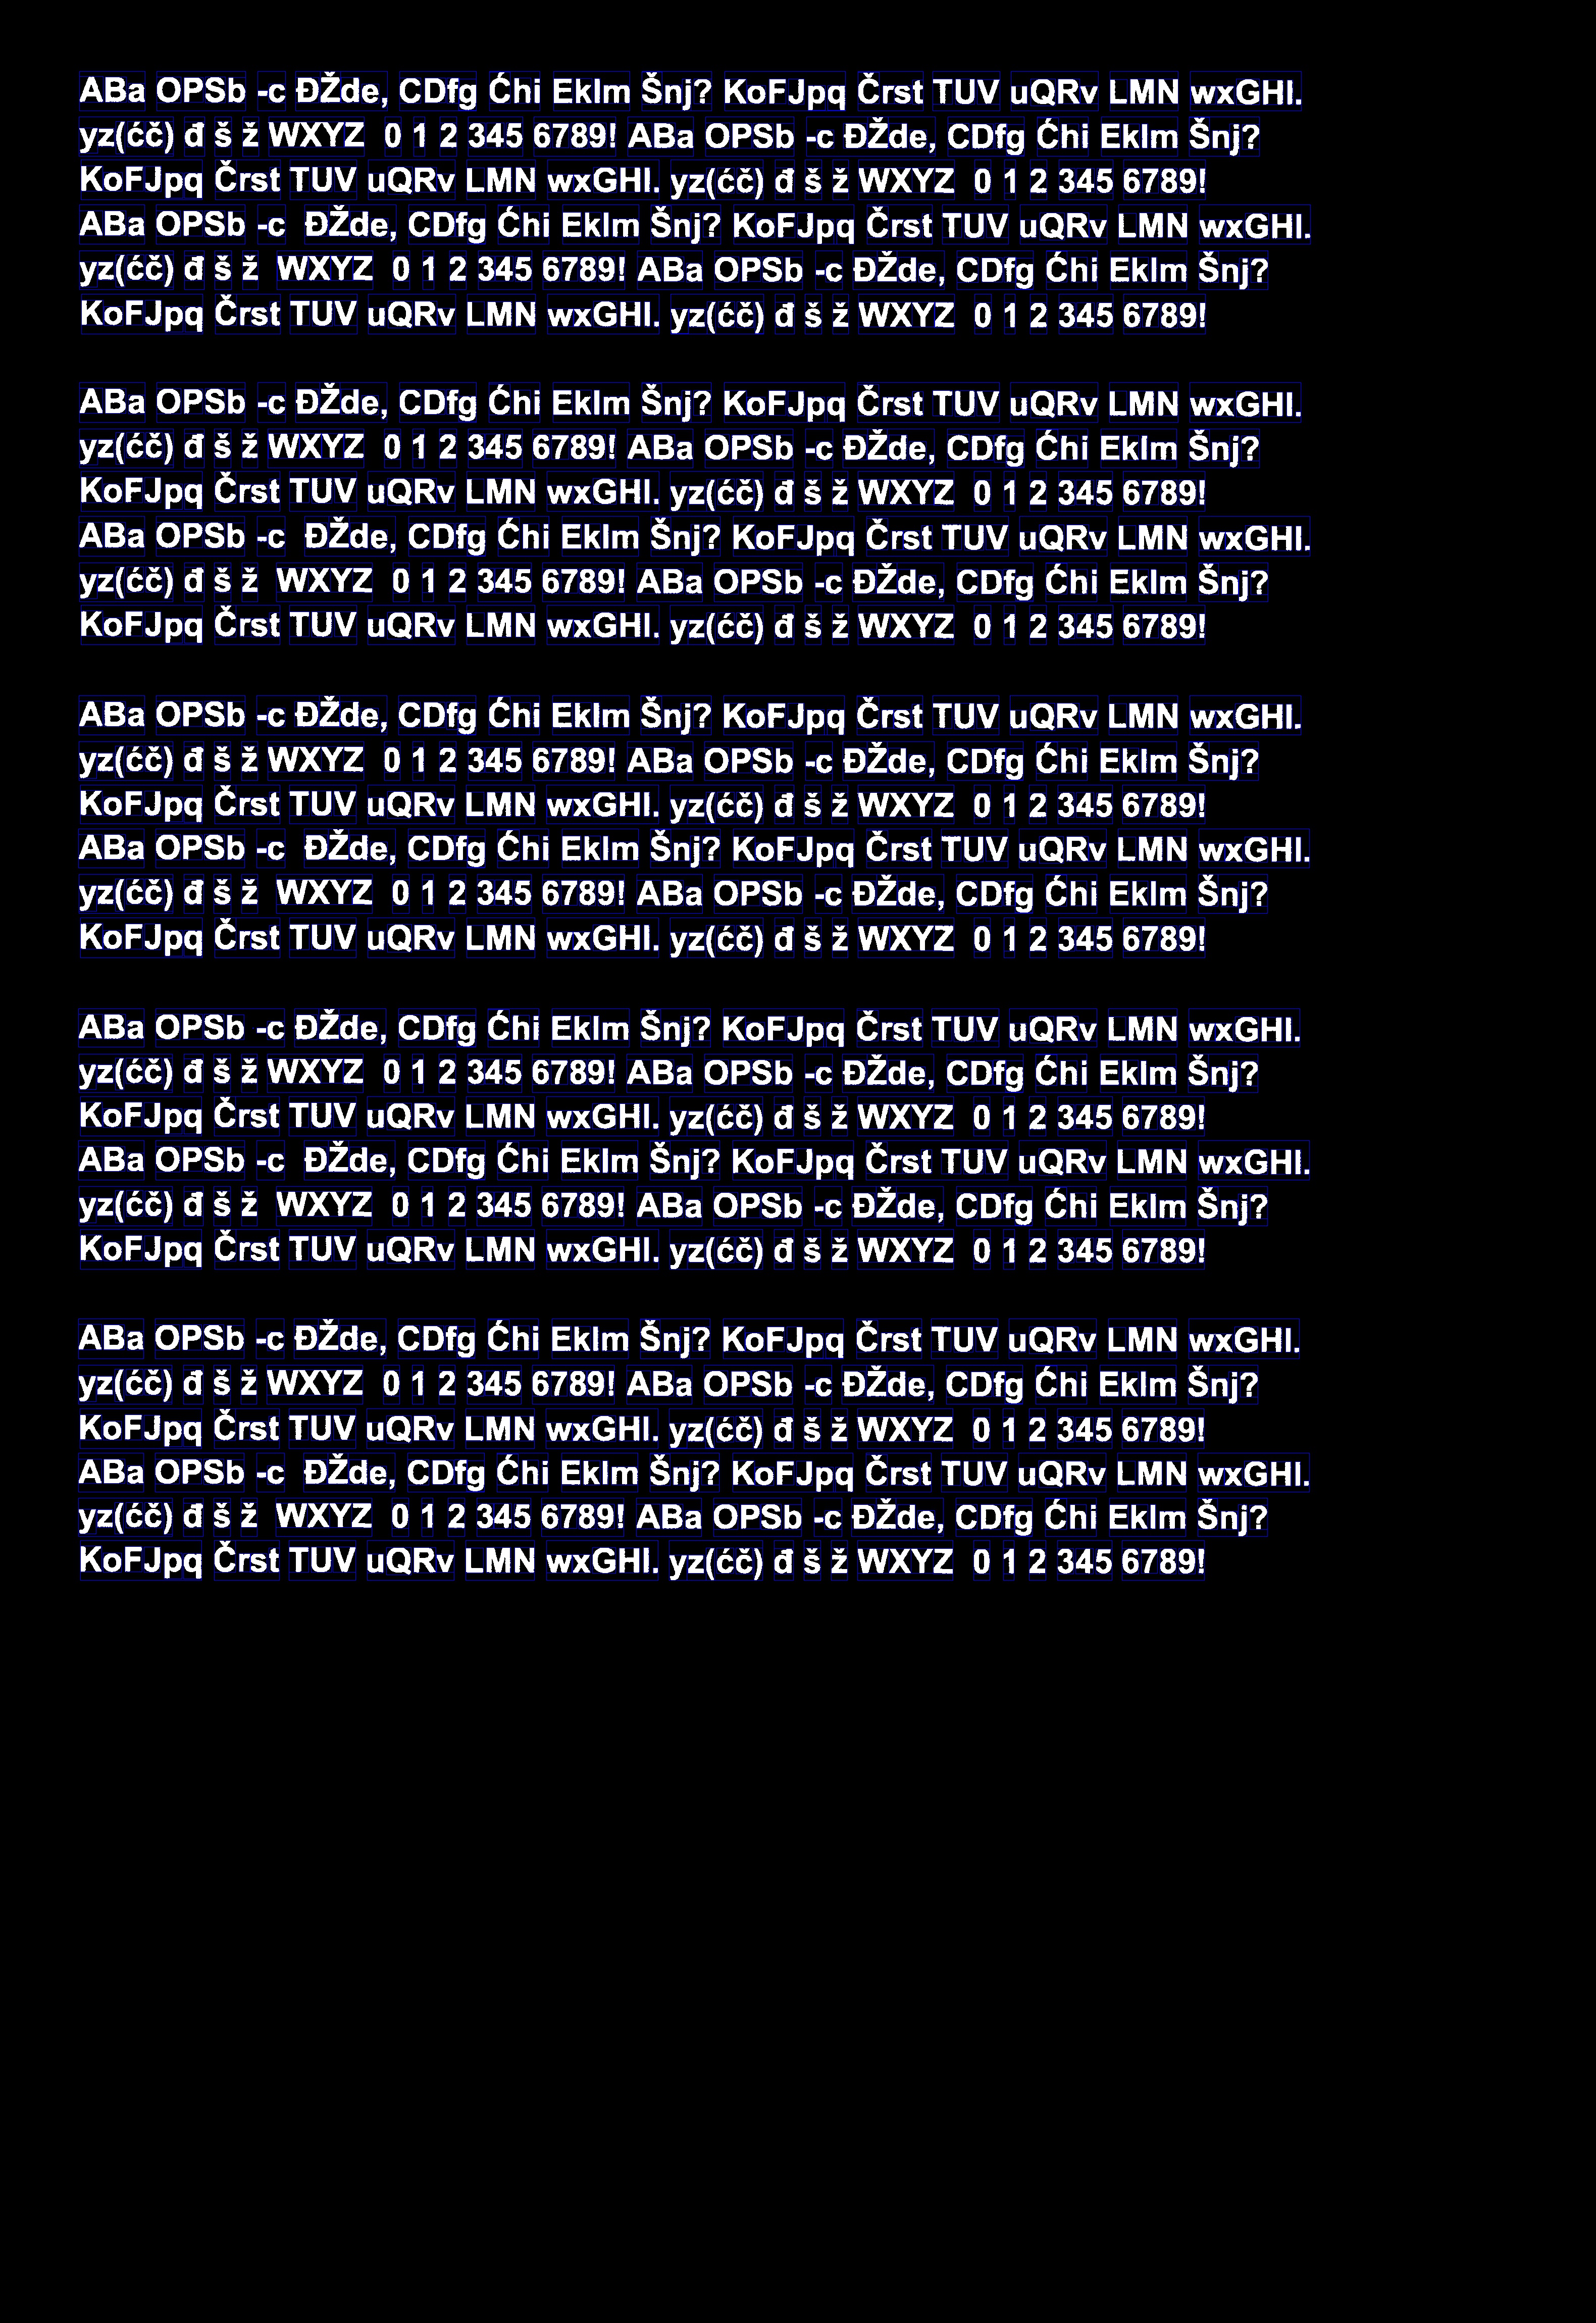 ABa OPSb -c ĐŽde, CDfg Ćhi Eklm Šnj? KoFJpq Črst TUV uQRv LMN wxGHI.
yz(ćč) đ š ž WXYZ  0 1 2 345 6789! ABa OPSb -c ĐŽde, CDfg Ćhi Eklm Šnj?
KoFJpq Črst TUV uQRv LMN wxGHI. yz(ćč) đ š ž WXYZ  0 1 2 345 6789!
ABa OPSb -c  ĐŽde, CDfg Ćhi Eklm Šnj? KoFJpq Črst TUV uQRv LMN wxGHI.
yz(ćč) đ š ž  WXYZ  0 1 2 345 6789! ABa OPSb -c ĐŽde, CDfg Ćhi Eklm Šnj?
KoFJpq Črst TUV uQRv LMN wxGHI. yz(ćč) đ š ž WXYZ  0 1 2 345 6789!

ABa OPSb -c ĐŽde, CDfg Ćhi Eklm Šnj? KoFJpq Črst TUV uQRv LMN wxGHI.
yz(ćč) đ š ž WXYZ  0 1 2 345 6789! ABa OPSb -c ĐŽde, CDfg Ćhi Eklm Šnj?
KoFJpq Črst TUV uQRv LMN wxGHI. yz(ćč) đ š ž WXYZ  0 1 2 345 6789!
ABa OPSb -c  ĐŽde, CDfg Ćhi Eklm Šnj? KoFJpq Črst TUV uQRv LMN wxGHI.
yz(ćč) đ š ž  WXYZ  0 1 2 345 6789! ABa OPSb -c ĐŽde, CDfg Ćhi Eklm Šnj?
KoFJpq Črst TUV uQRv LMN wxGHI. yz(ćč) đ š ž WXYZ  0 1 2 345 6789!

ABa OPSb -c ĐŽde, CDfg Ćhi Eklm Šnj? KoFJpq Črst TUV uQRv LMN wxGHI.
yz(ćč) đ š ž WXYZ  0 1 2 345 6789! ABa OPSb -c ĐŽde, CDfg Ćhi Eklm Šnj?
KoFJpq Črst TUV uQRv LMN wxGHI. yz(ćč) đ š ž WXYZ  0 1 2 345 6789!
ABa OPSb -c  ĐŽde, CDfg Ćhi Eklm Šnj? KoFJpq Črst TUV uQRv LMN wxGHI.
yz(ćč) đ š ž  WXYZ  0 1 2 345 6789! ABa OPSb -c ĐŽde, CDfg Ćhi Eklm Šnj?
KoFJpq Črst TUV uQRv LMN wxGHI. yz(ćč) đ š ž WXYZ  0 1 2 345 6789!

ABa OPSb -c ĐŽde, CDfg Ćhi Eklm Šnj? KoFJpq Črst TUV uQRv LMN wxGHI.
yz(ćč) đ š ž WXYZ  0 1 2 345 6789! ABa OPSb -c ĐŽde, CDfg Ćhi Eklm Šnj?
KoFJpq Črst TUV uQRv LMN wxGHI. yz(ćč) đ š ž WXYZ  0 1 2 345 6789!
ABa OPSb -c  ĐŽde, CDfg Ćhi Eklm Šnj? KoFJpq Črst TUV uQRv LMN wxGHI.
yz(ćč) đ š ž  WXYZ  0 1 2 345 6789! ABa OPSb -c ĐŽde, CDfg Ćhi Eklm Šnj?
KoFJpq Črst TUV uQRv LMN wxGHI. yz(ćč) đ š ž WXYZ  0 1 2 345 6789!

ABa OPSb -c ĐŽde, CDfg Ćhi Eklm Šnj? KoFJpq Črst TUV uQRv LMN wxGHI.
yz(ćč) đ š ž WXYZ  0 1 2 345 6789! ABa OPSb -c ĐŽde, CDfg Ćhi Eklm Šnj?
KoFJpq Črst TUV uQRv LMN wxGHI. yz(ćč) đ š ž WXYZ  0 1 2 345 6789!
ABa OPSb -c  ĐŽde, CDfg Ćhi Eklm Šnj? KoFJpq Črst TUV uQRv LMN wxGHI.
yz(ćč) đ š ž  WXYZ  0 1 2 345 6789! ABa OPSb -c ĐŽde, CDfg Ćhi Eklm Šnj?
KoFJpq Črst TUV uQRv LMN wxGHI. yz(ćč) đ š ž WXYZ  0 1 2 345 6789!